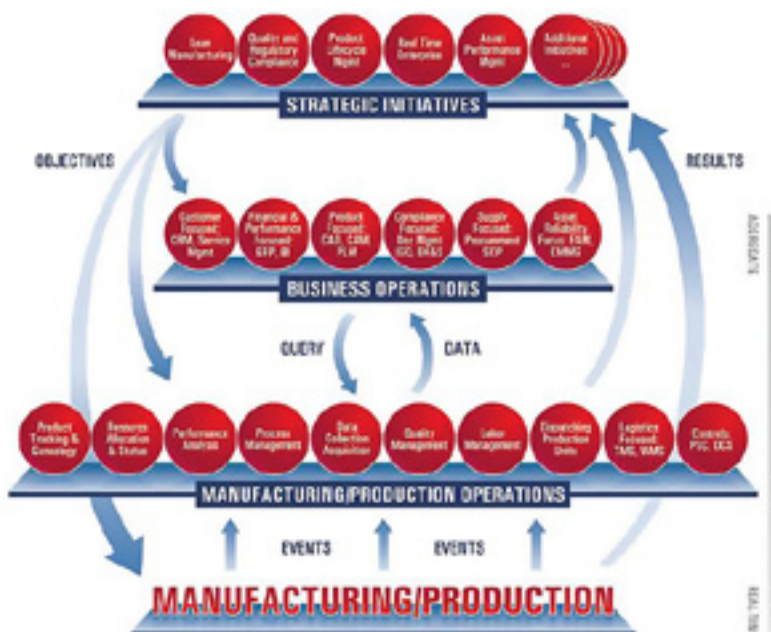 Lean
Manufacturing
Quality and
Regulatory
Compliance
Product
Lifecycle
Mgmt
Real Time
Enterprise
Asset
Performance
Mgmt
Additional
Initiatives
...
STRATEGIC INITIATIVES
OBJECTIVES
RESULTS
Customer
Focused:
CRM, Service
Mgmt
Financial &
Performance
Focused:
ERP, BI
Product
Focused:
CAD, CAM
PLM
Compliance
Focused:
Doc Mgmt
Supply
Focused:
Procurement
SCP
Asset
Reliability
Focus: EAM,
CMMS
BUSINESS OPERATIONS
AGGREGATE
QUERY
DATA
Product
Tracking &
Genealogy
Resource
Allocation
& Status
Performance
Analysis
Process
Management
Data
Collection
Acquisition
Quality
Management
Labor
Management
Dispatching
Production
Units
Logistics
Focused:
TMS, WMS
Controls:
PLC, DCS
MANUFACTURING/PRODUCTION OPERATIONS
EVENTS
EVENTS
MANUFACTURING/PRODUCTION
REAL TIM